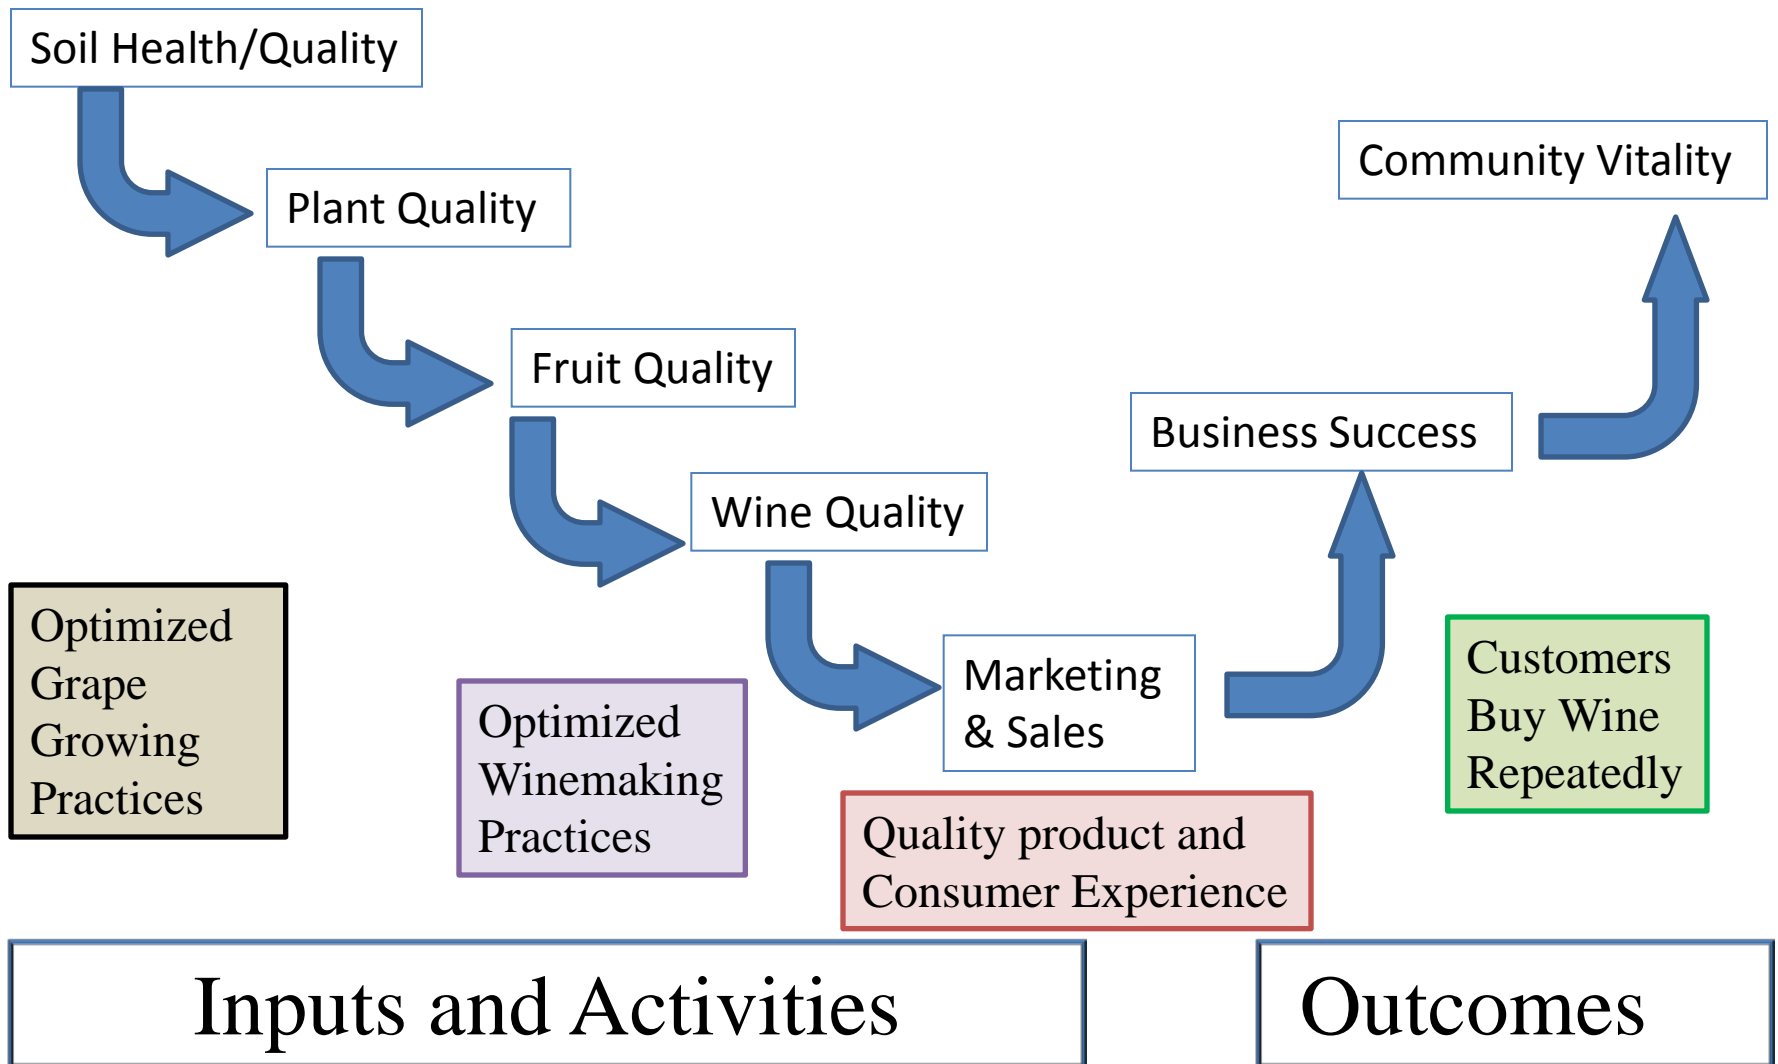 Soil Health/Quality
Plant Quality
Fruit Quality
Wine Quality
Marketing
& Sales
Business Success
Community Vitality
Optimized
Grape
Growing
Practices
Optimized
Winemaking
Practices
Quality product and
Consumer Experience
Customers
Buy Wine
Repeatedly
Inputs and Activities
Outcomes